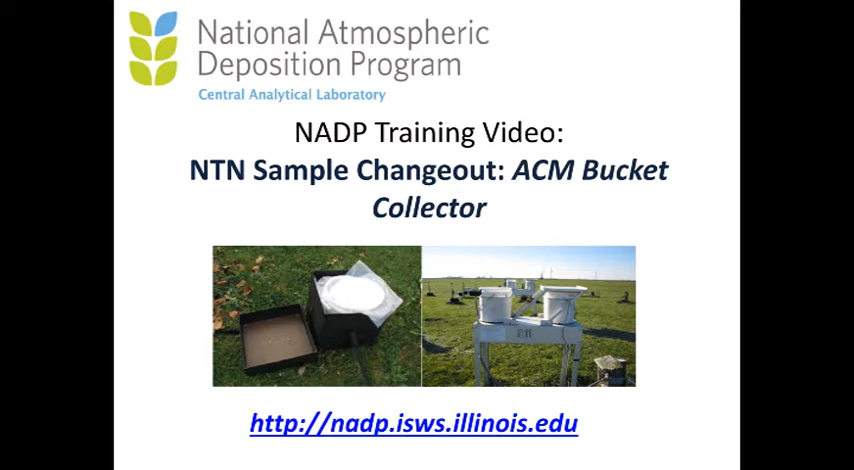 National Atmospheric
Deposition Program
Central Analytical Laboratory
NADP Training Video:
NTN Sample Changeout: ACM Bucket
Collector
http://nadp.isws.illinois.edu